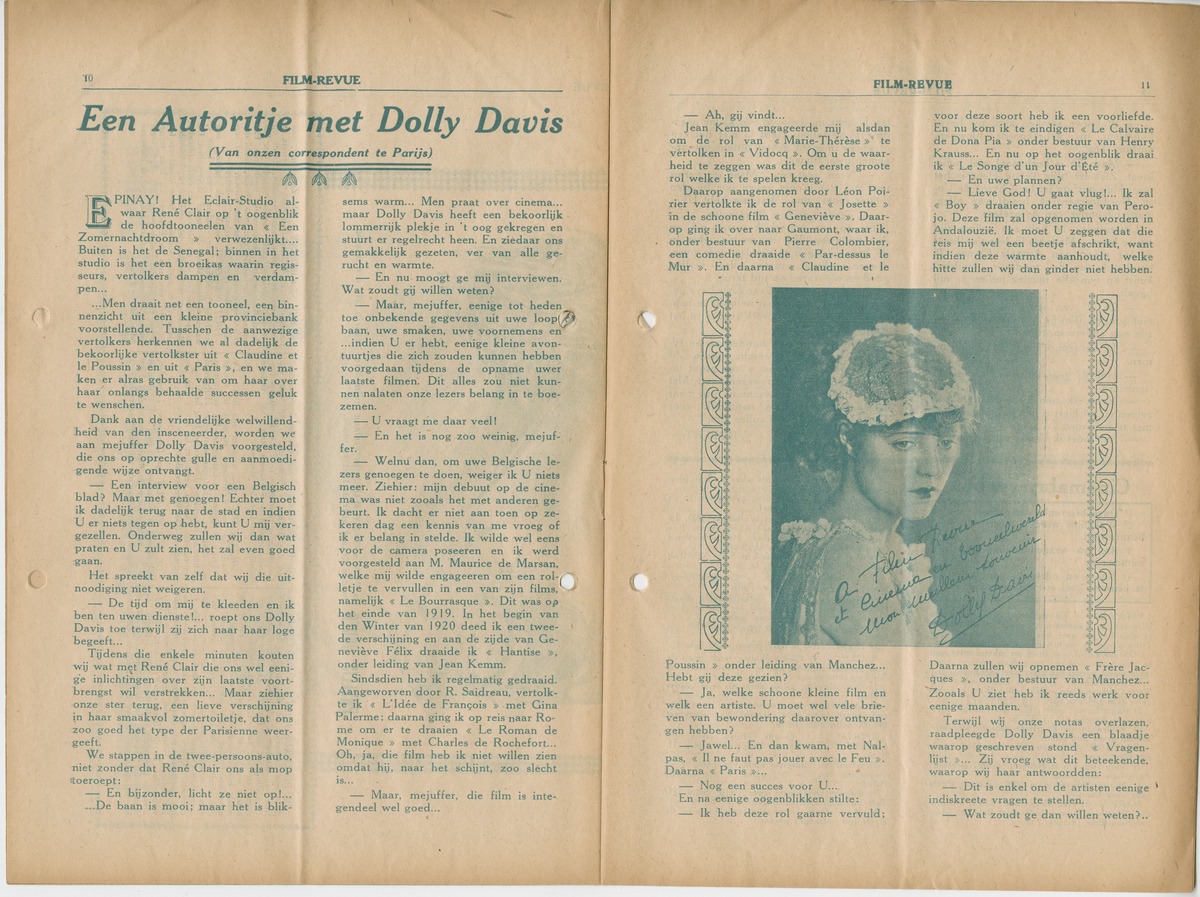 10
FILM-REVUE
Een Autoritje met Dolly Davis
(Van onzen correspondent te Parijs)
EPINAY! Het Eclair-Studio al-
waar René Clair op 't oogenblik
de hoofdtooneelen van « Een
Zomernachtdroom » verwezenlijkt....
Buiten is het de Senegal; binnen in het
studio is het een broeikas waarin regis-
seurs, vertolkers dampen en verdam-
pen...
...Men draait net een tooneel, een bin-
nenzicht uit een kleine provinciebank
voorstellende. Tusschen de aanwezige
vertolkers herkennen we al dadelijk de
bekoorlijke vertolkster uit « Claudine et
le Poussin » en uit « Paris », en we ma-
ken er alras gebruik van om haar over
haar onlangs behaalde successen geluk
te wenschen.
Dank aan de vriendelijke welwillend-
heid van den insceneerder, worden we
aan mejuffer Dolly Davis voorgesteld,
die ons op oprechte gulle en aanmoedi-
gende wijze ontvangt.
— Een interview voor een Belgisch
blad? Maar met genoegen! Echter moet
ik dadelijk terug naar de stad en indien
U er niets tegen op hebt, kunt U mij ver-
gezellen. Onderweg zullen wij dan wat
praten en U zult zien, het zal even goed
gaan.
Het spreekt van zelf dat wij die uit-
noodiging niet weigeren.
— De tijd om mij te kleeden en ik
ben ten uwen dienste!... roept ons Dolly
Davis toe terwijl zij zich naar haar loge
begeeft...
Tijdens die enkele minuten kouten
wij wat met René Clair die ons wel eeni-
ge inlichtingen over zijn laatste voort-
brengst wil verstrekken... Maar ziehier
onze ster terug, een lieve verschijning
in haar smaakvol zomertoiletje, dat ons
zoo goed het type der Parisienne weer-
geeft.
We stappen in de twee-persoons-auto,
niet zonder dat René Clair ons als mop
toeroept:
— En bijzonder, licht ze niet op!...
...De baan is mooi; maar het is blik-
sems warm... Men praat over cinema...
maar Dolly Davis heeft een bekoorlijk
lommerrijk plekje in 't oog gekregen en
stuurt er regelrecht heen. En ziedaar ons
gemakkelijk gezeten, ver van alle ge-
rucht en warmte.
— En nu moogt ge mij interviewen.
Wat zoudt gij willen weten?
— Maar, mejuffer, eenige tot heden
toe onbekende gegevens uit uwe loop
baan, uwe smaken, uwe voornemens en
...indien U er hebt, eenige kleine avon-
tuurtjes die zich zouden kunnen hebben
voorgedaan tijdens de opname uwer
laatste filmen. Dit alles zou niet kun-
nen nalaten onze lezers belang in te boe-
zemen.
— U vraagt me daar veel!
— En het is nog zoo weinig, mejuf-
fer.
— Welnu dan, om uwe Belgische le-
zers genoegen te doen, weiger ik U niets
meer. Ziehier: mijn debuut op de cine-
ma was niet zooals het met anderen ge-
beurt. Ik dacht er niet aan toen op ze-
keren dag een kennis van me vroeg of
ik er belang in stelde. Ik wilde wel eens
voor de camera poseeren en ik werd
voorgesteld aan M. Maurice de Marsan,
welke mij wilde engageeren om een rol-
letje te vervullen in een van zijn films,
namelijk « Le Bourrasque ». Dit was op
het einde van 1919. In het begin van
den Winter van 1920 deed ik een twee-
de verschijning en aan de zijde van Ge-
neviève Félix draaide ik « Hantise »,
onder leiding van Jean Kemm.
Sindsdien heb ik regelmatig gedraaid.
Aangeworven door R. Saidreau, vertolk-
te ik « L'Idée de François » met Gina
Palerme; daarna ging ik op reis naar Ro-
me om er te draaien « Le Roman de
Monique » met Charles de Rochefort...
Oh, ja, die film heb ik niet willen zien
omdat hij, naar het schijnt, zoo slecht
is...
— Maar, mejuffer, die film is inte-
gendeel wel goed...
FILM-REVUE
11
— Ah, gij vindt...
Jean Kemm engageerde mij alsdan
om de rol van « Marie-Thérèse » te
vertolken in « Vidocq ». Om u de waar-
heid te zeggen was dit de eerste groote
rol welke ik te spelen kreeg.
Daarop aangenomen door Léon Poi-
rier vertolkte ik de rol van « Josette »
in de schoone film « Geneviève ». Daar-
op ging ik over naar Gaumont, waar ik,
onder bestuur van Pierre Colombier,
een comedie draaide « Par-dessus le
Mur ». En daarna « Claudine et le
voor deze soort heb ik een voorliefde.
En nu kom ik te eindigen « Le Calvaire
de Dona Pia » onder bestuur van Henry
Krauss... En nu op het oogenblik draai
ik « Le Songe d'un Jour d'Été ».
— En uwe plannen?
— Lieve God! U gaat vlug!... Ik zal
« Boy » draaien onder regie van Pero-
jo. Deze film zal opgenomen worden in
Andalouzië. Ik moet U zeggen dat die
reis mij wel een beetje afschrikt, want
indien deze warmte aanhoudt, welke
hitte zullen wij dan ginder niet hebben.
A Film Revue
et Cinema en
mon meilleur souvenir
Dolly Davis
Poussin » onder leiding van Manchez...
Hebt gij deze gezien?
— Ja, welke schoone kleine film en
welk een artiste. U moet wel vele brie-
ven van bewondering daarover ontvan-
gen hebben?
— Jawel... En dan kwam, met Nal-
pas, « Il ne faut pas jouer avec le Feu ».
Daarna « Paris »...
— Nog een succes voor U...
En na eenige oogenblikken stilte:
— Ik heb deze rol gaarne vervuld;
Daarna zullen wij opnemen « Frère Jac-
ques », onder bestuur van Manchez...
Zooals U ziet heb ik reeds werk voor
eenige maanden.
Terwijl wij onze notas overlazen,
raadpleegde Dolly Davis een blaadje
waarop geschreven stond « Vragen-
lijst »... Zij vroeg wat dit beteekende,
waarop wij haar antwoordden:
— Dit is enkel om de artisten eenige
indiskreete vragen te stellen.
— Wat zoudt ge dan willen weten?..